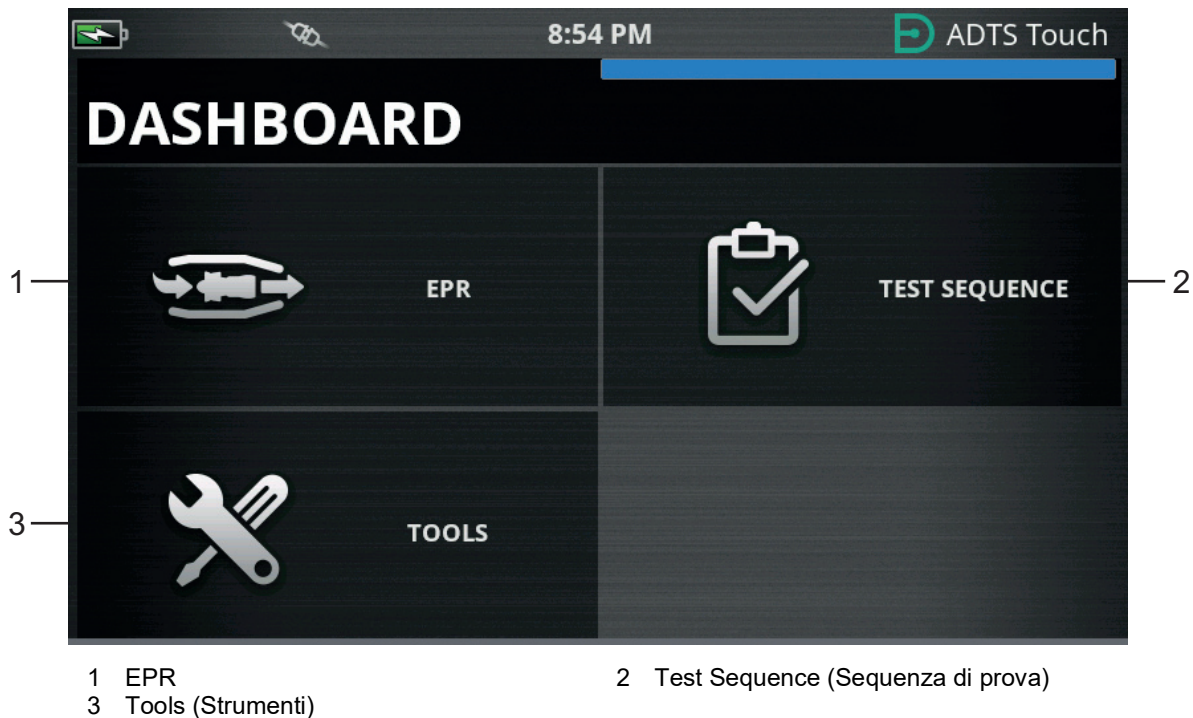 8:54 PM
ADTS Touch
DASHBOARD
1
EPR
TEST SEQUENCE
2
3
TOOLS
1 EPR
2 Test Sequence (Sequenza di prova)
3 Tools (Strumenti)